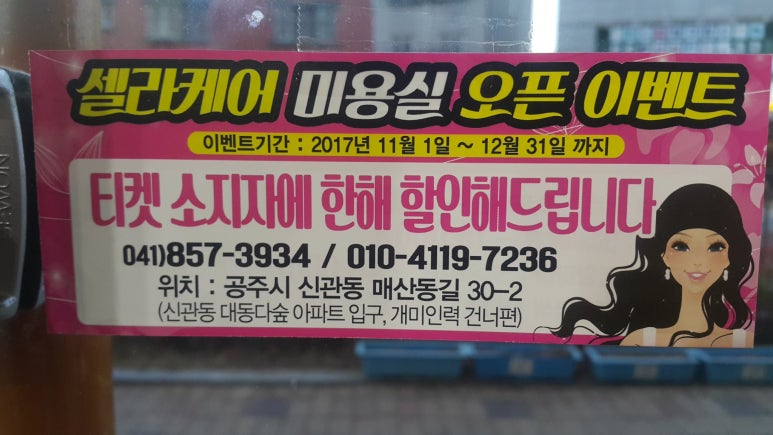 셀라케어 미용실 오픈 이벤트
이벤트기간 : 2017년 11월 1일 ~ 12월 31일 까지
티켓 소지자에 한해 할인해드립니다
041)857-3934 / 010-4119-7236
위치 : 공주시 신관동 매산동길 30-2
(신관동 대동다숲 아파트 입구, 개미인력 건너편)